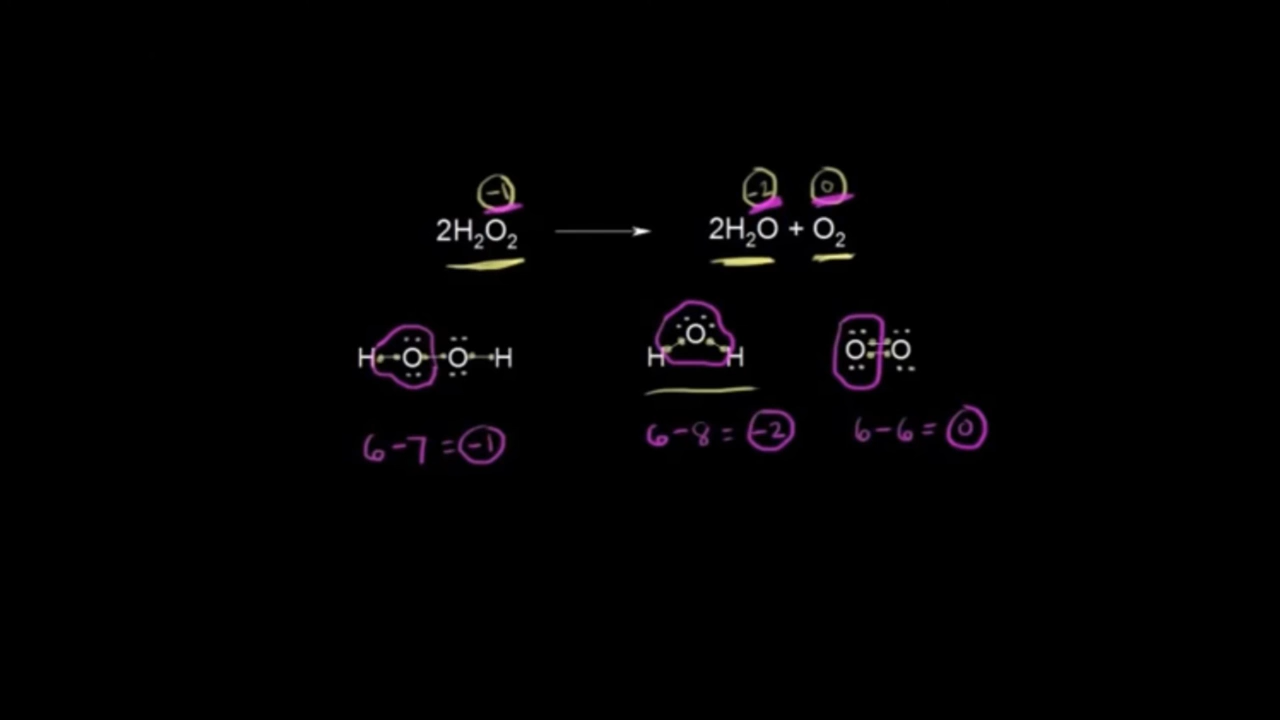 -1 -2 0
2H₂O₂ → 2H₂O + O₂
H O O H H O H O O
6-7=-1 6-8=-2 6-6=0